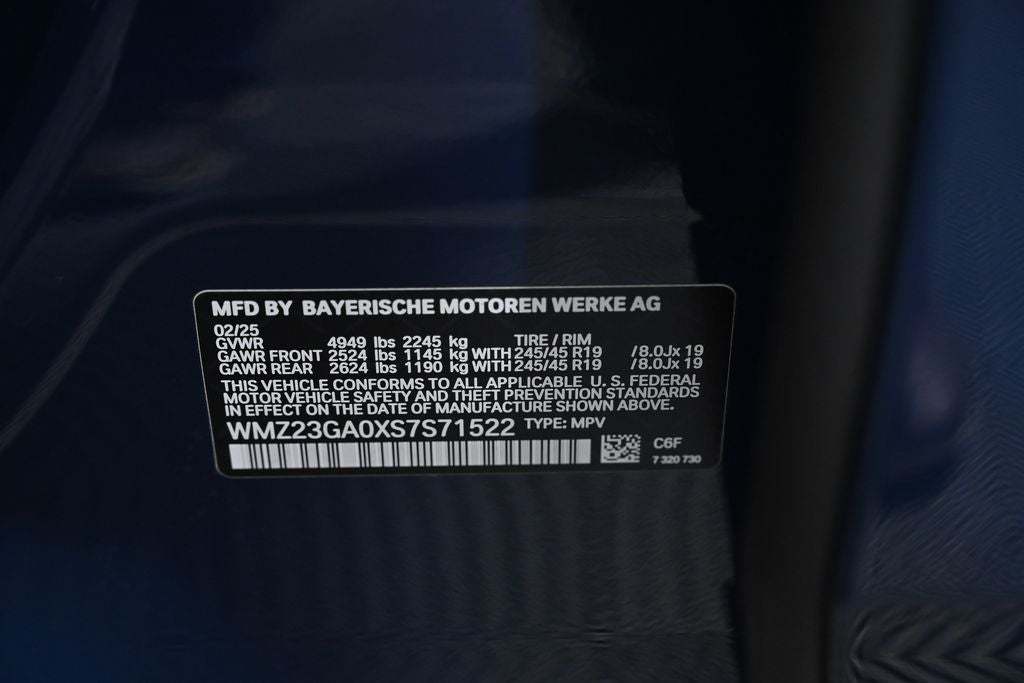 MFD BY BAYERISCHE MOTOREN WERKE AG
02/25
GVWR 4949 lbs 2245 kg TIRE / RIM
GAWR FRONT 2524 lbs 1145 kg WITH 245/45 R19 / 8.0Jx 19
GAWR REAR 2624 lbs 1190 kg WITH 245/45 R19 / 8.0Jx 19
THIS VEHICLE CONFORMS TO ALL APPLICABLE U. S. FEDERAL
MOTOR VEHICLE SAFETY AND THEFT PREVENTION STANDARDS
IN EFFECT ON THE DATE OF MANUFACTURE SHOWN ABOVE.
WMZ23GA0XS7S71522 TYPE: MPV
C6F
7 320 730